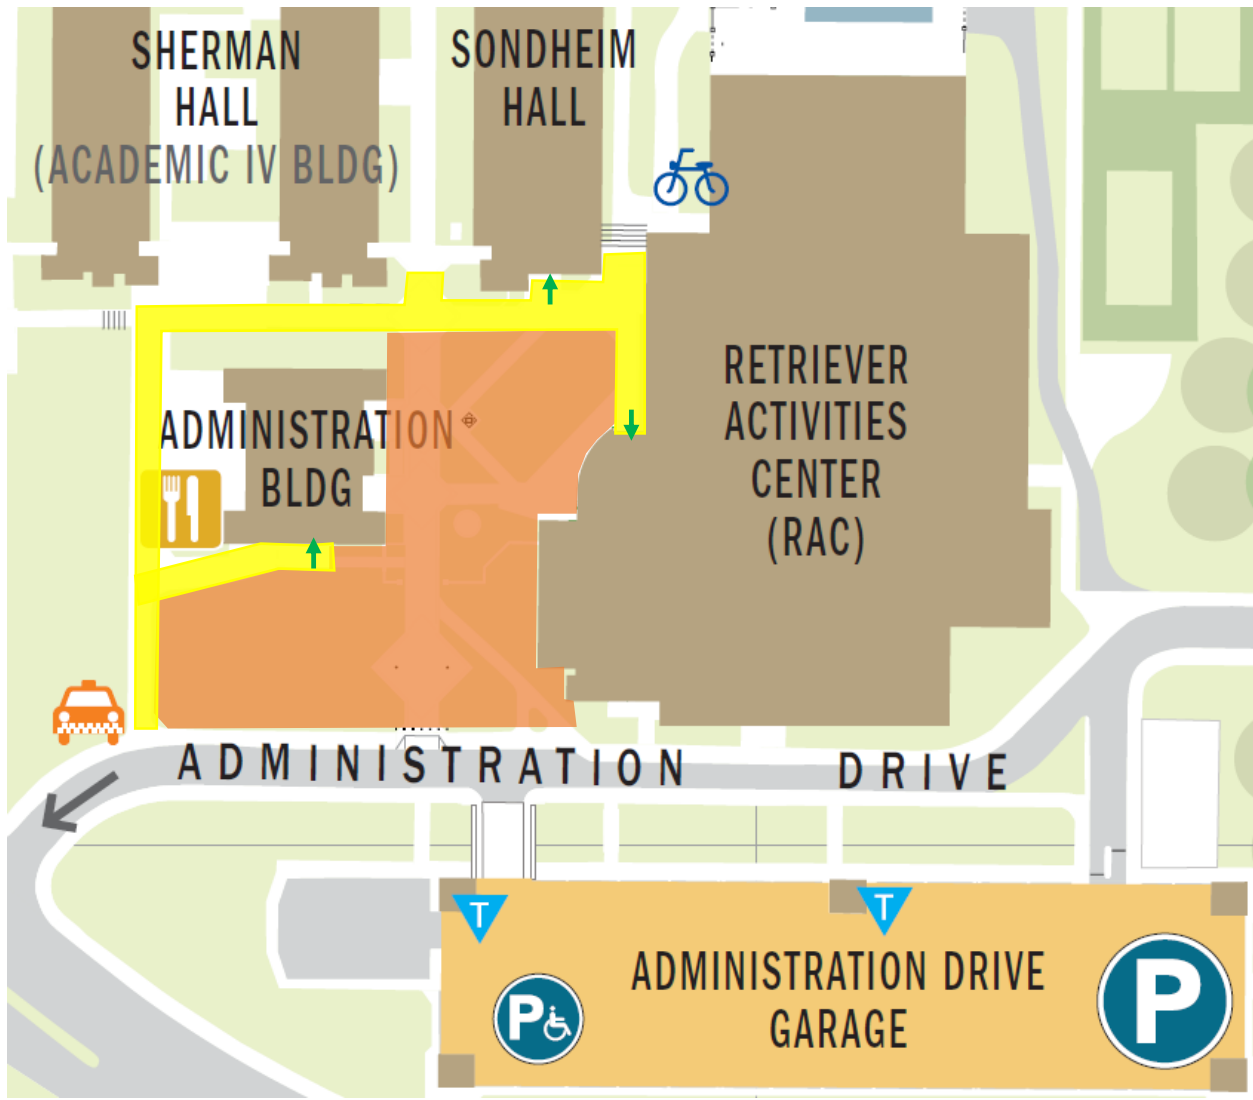 SHERMAN
HALL
(ACADEMIC IV BLDG)
SONDHEIM
HALL
RETRIEVER
ACTIVITIES
CENTER
(RAC)
ADMINISTRATION
BLDG
ADMINISTRATION DRIVE
T
T
ADMINISTRATION DRIVE
GARAGE
P
P